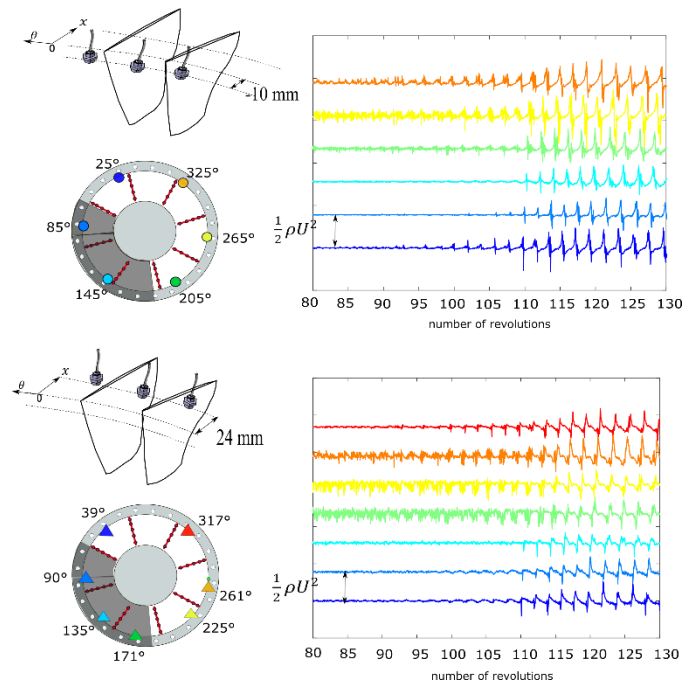 θ x
0
10 mm
25° 325°
85° 265°
145° 205°
½ρU²
80 85 90 95 100 105 110 115 120 125 130
number of revolutions
θ x
0
24 mm
39° 317°
90° 261°
135° 225°
171°
½ρU²
80 85 90 95 100 105 110 115 120 125 130
number of revolutions